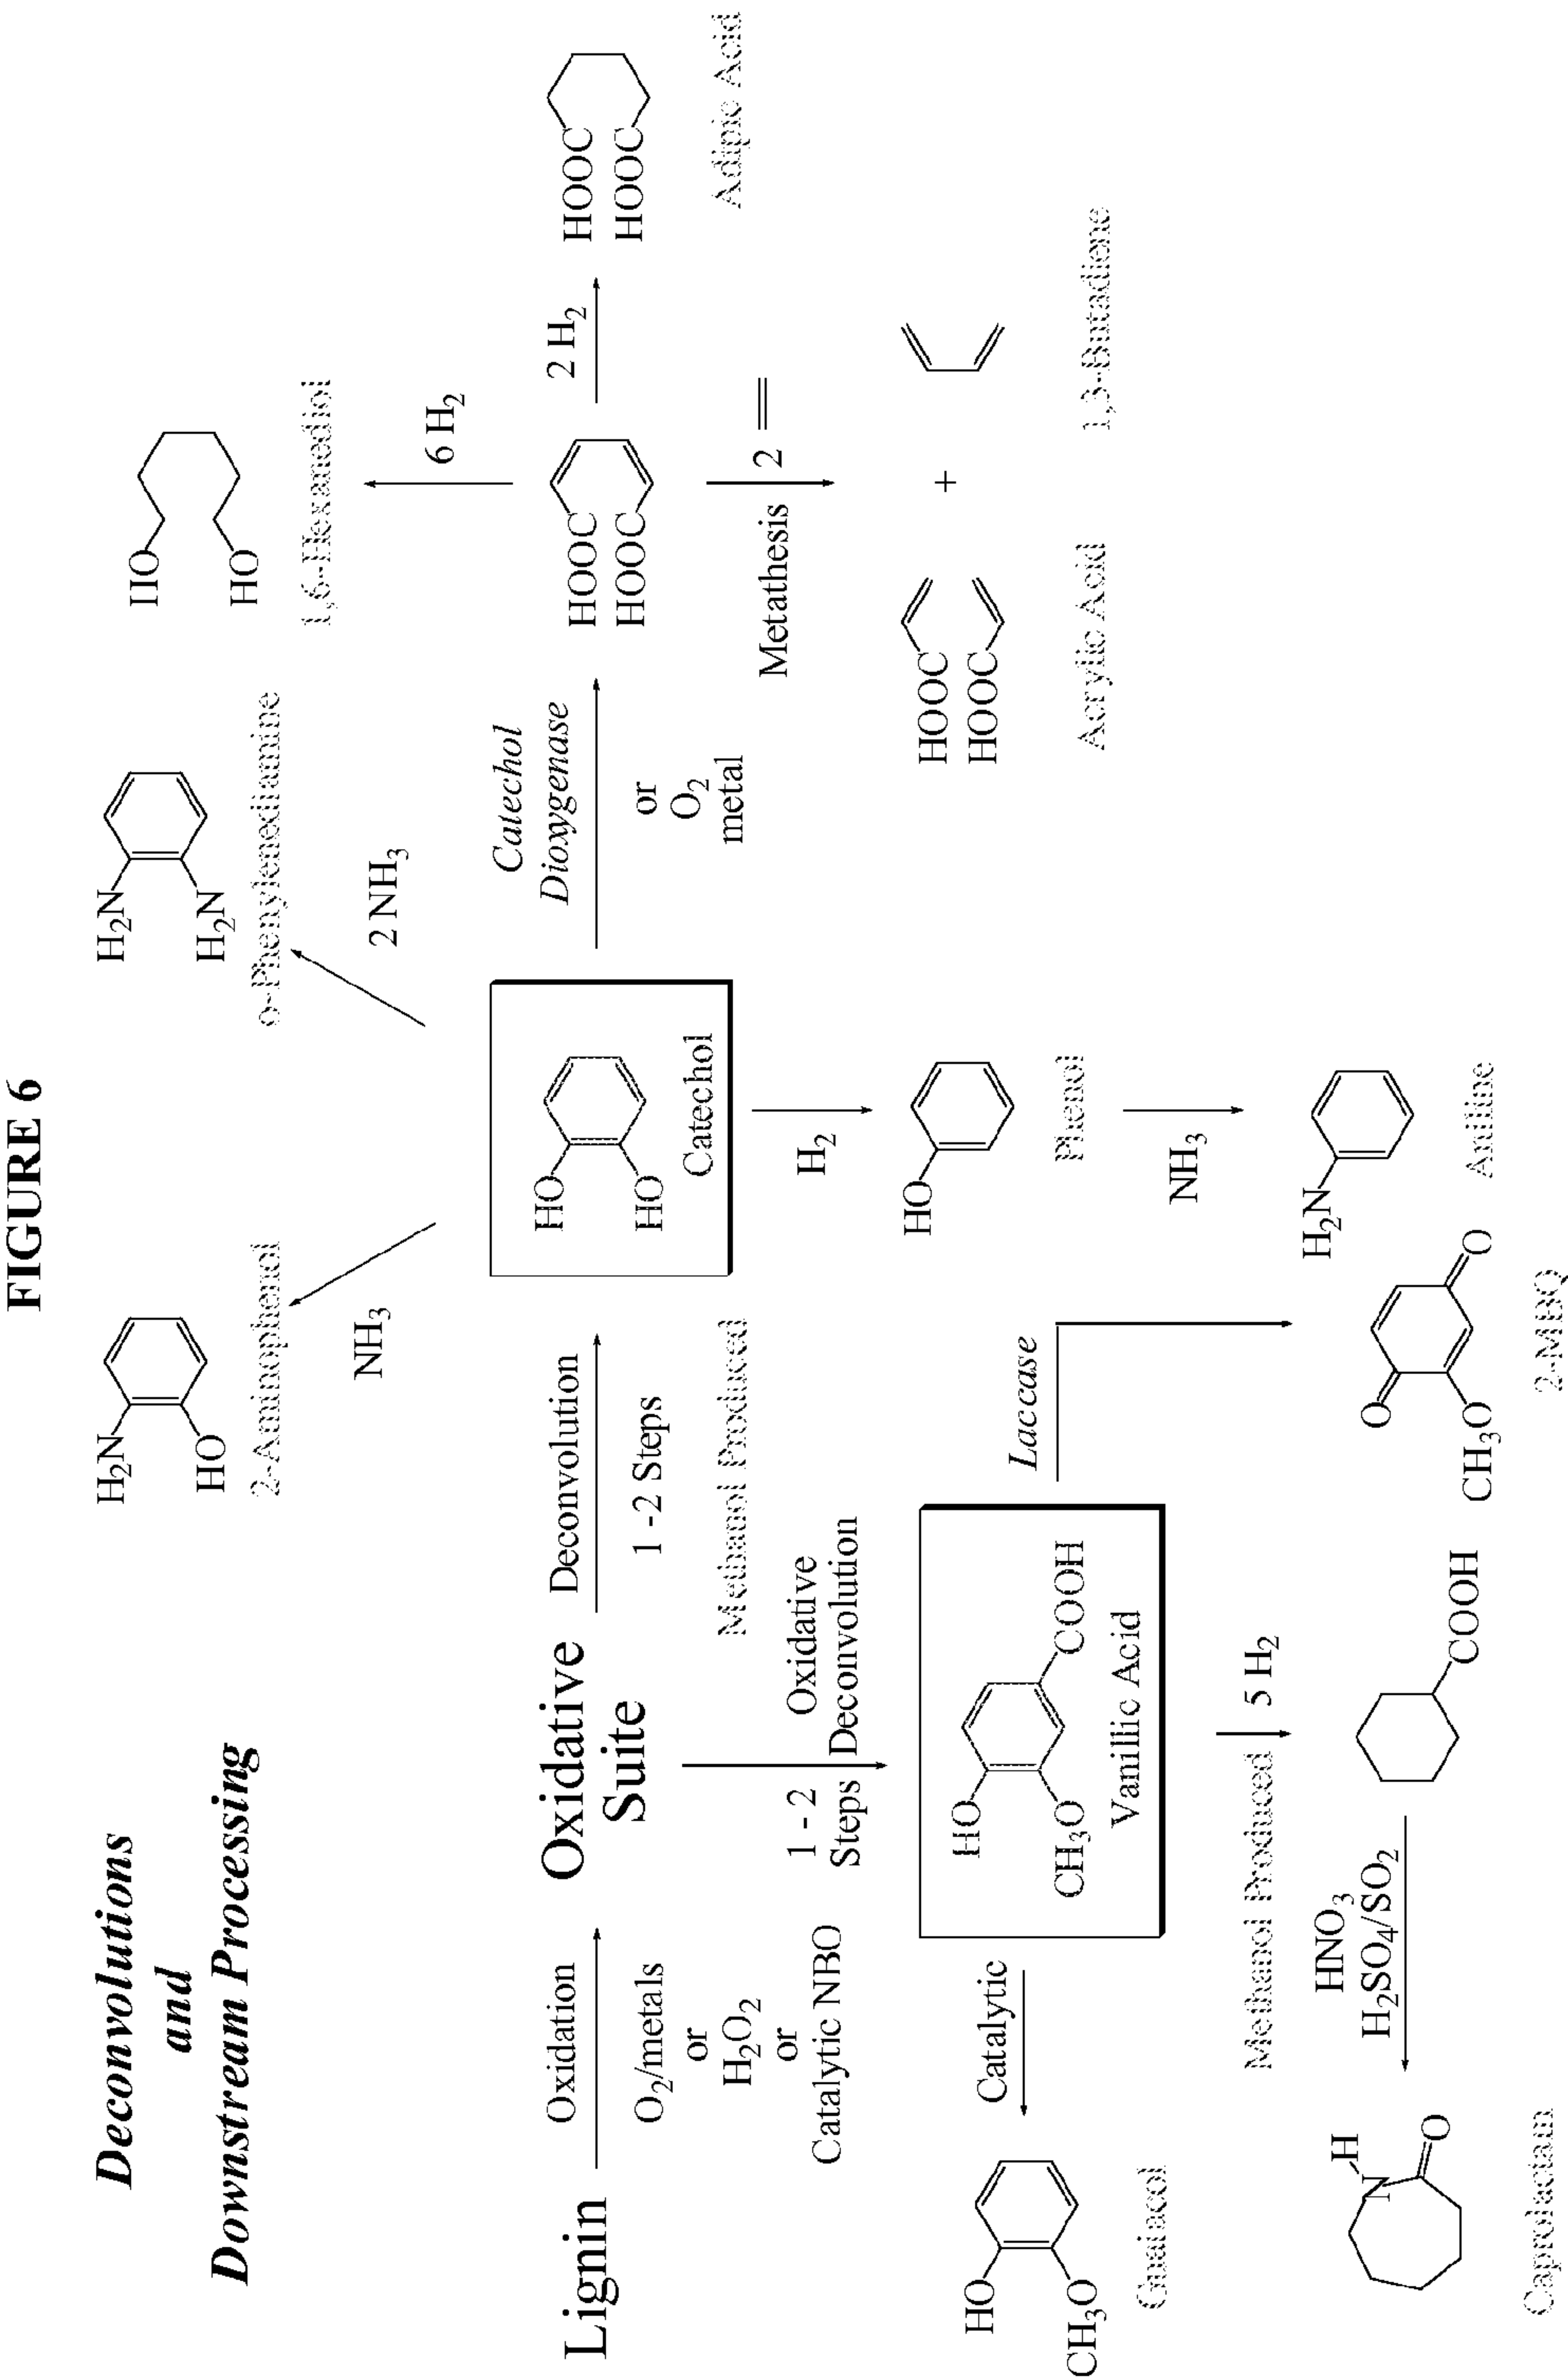 FIGURE 6
Deconvolutions
and
Downstream Processing
H2N
HO
2-Aminophenol
NH3
H2N
H2N
o-Phenylenediamine
2 NH3
HO
HO
1,6-Hexanediol
6 H2
Lignin
Oxidation
O2/metals
or
H2O2
or
Catalytic NBO
Oxidative
Suite
Deconvolution
1 - 2 Steps
Methanol Produced
HO
HO
Catechol
Catechol
Dioxygenase
or
O2
metal
HOOC
HOOC
2 H2
HOOC
HOOC
Adipic Acid
1 - 2
Steps
Oxidative
Deconvolution
H2
HO
Phenol
NH3
H2N
Aniline
Metathesis
2
HOOC
HOOC
Acrylic Acid
+
1,3-Butadiene
HO
CH3O
COOH
Vanillic Acid
Catalytic
HO
CH3O
Guaiacol
Laccase
O
O
CH3O
2-MBQ
Methanol Produced
5 H2
COOH
HNO3
H2SO4/SO2
N
H
O
Caprolactam